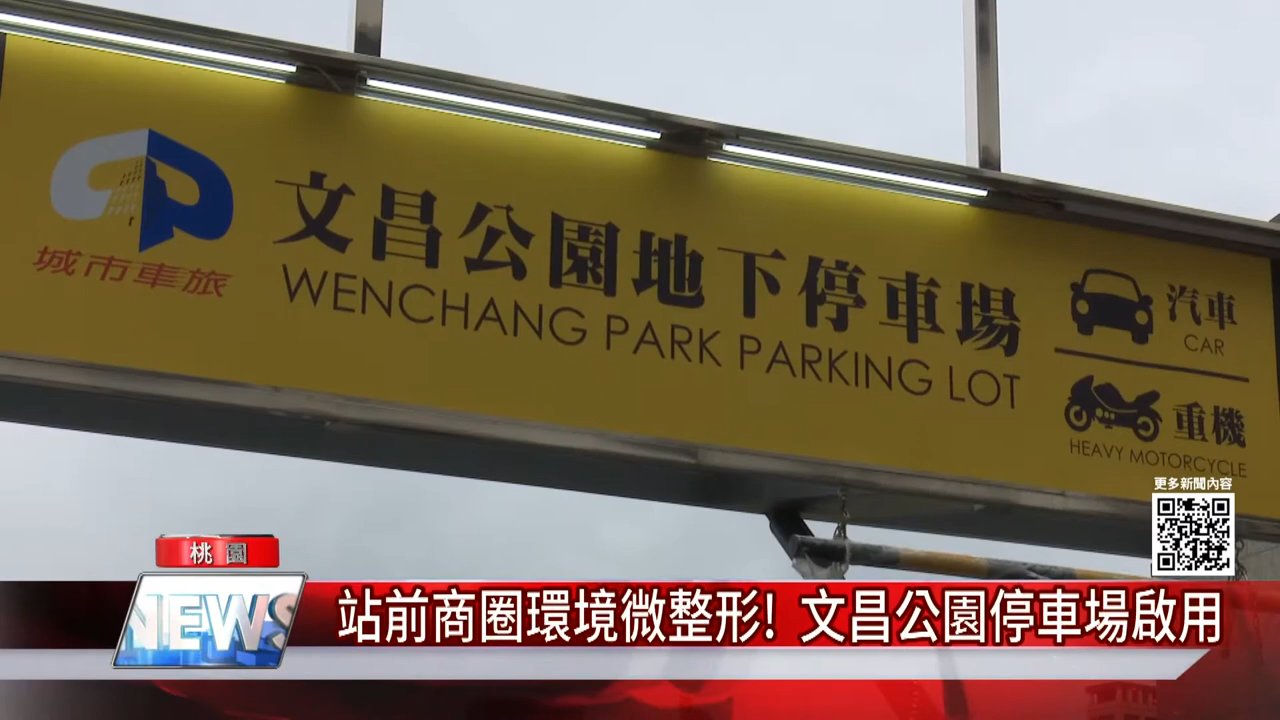 城市車旅
文昌公園地下停車場
WENCHANG PARK PARKING LOT
汽車
CAR
重機
HEAVY MOTORCYCLE
更多新聞內容
桃園
NEWS
站前商圈環境微整形! 文昌公園停車場啟用